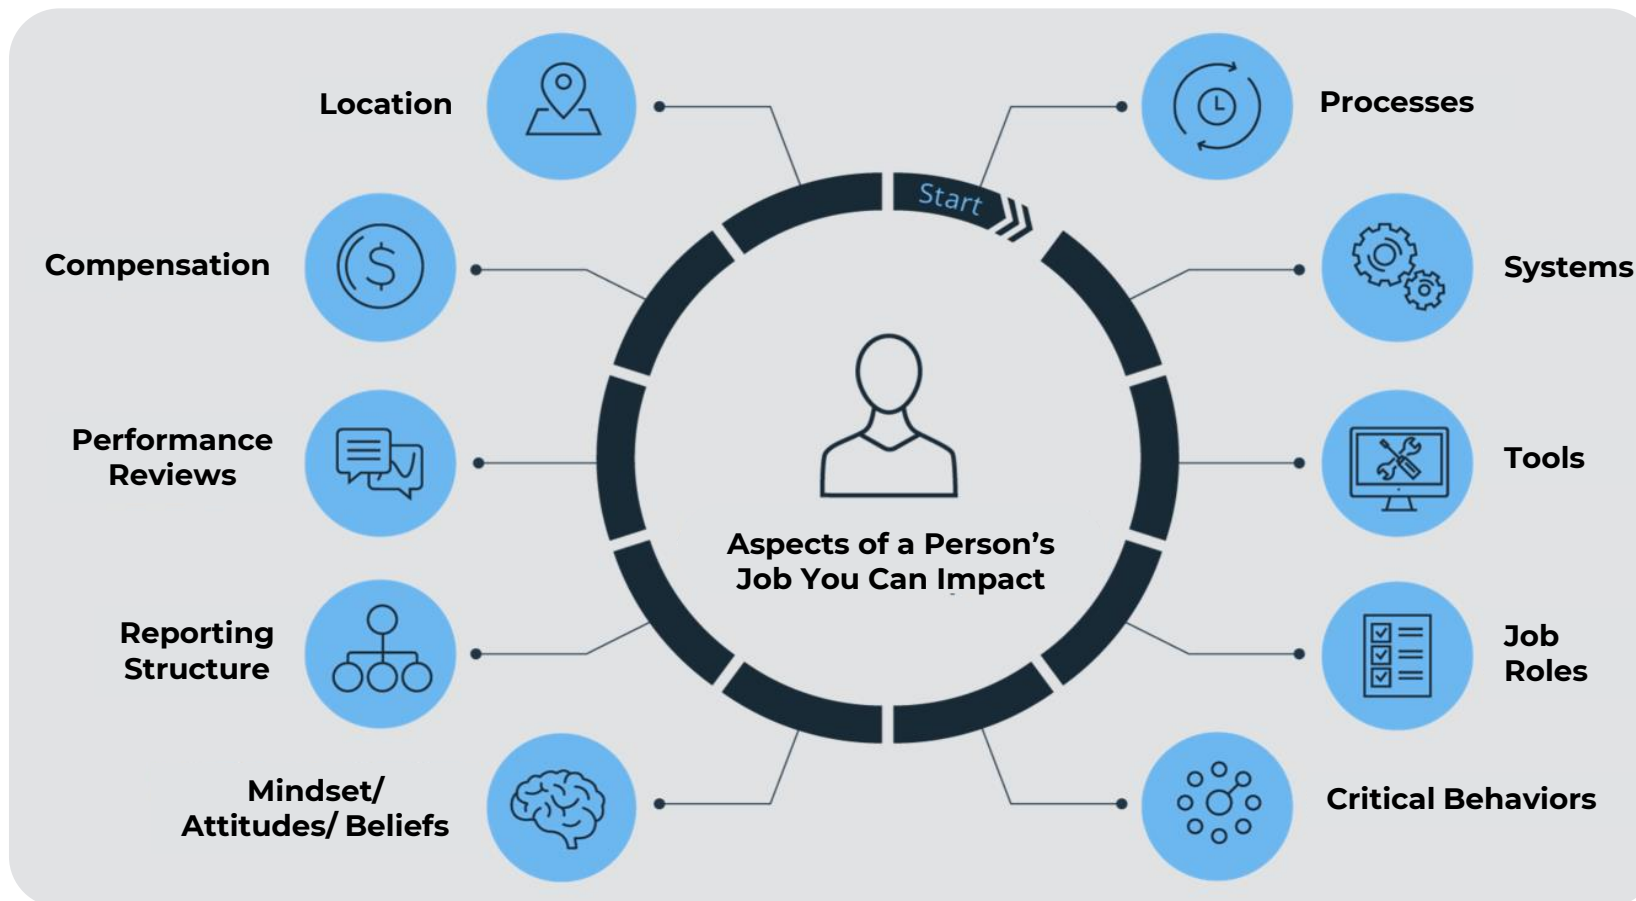 Start
Processes
Systems
Tools
Job
Roles
Critical Behaviors
Mindset/
Attitudes/ Beliefs
Reporting
Structure
Performance
Reviews
Compensation
$
Location
Aspects of a Person’s
Job You Can Impact